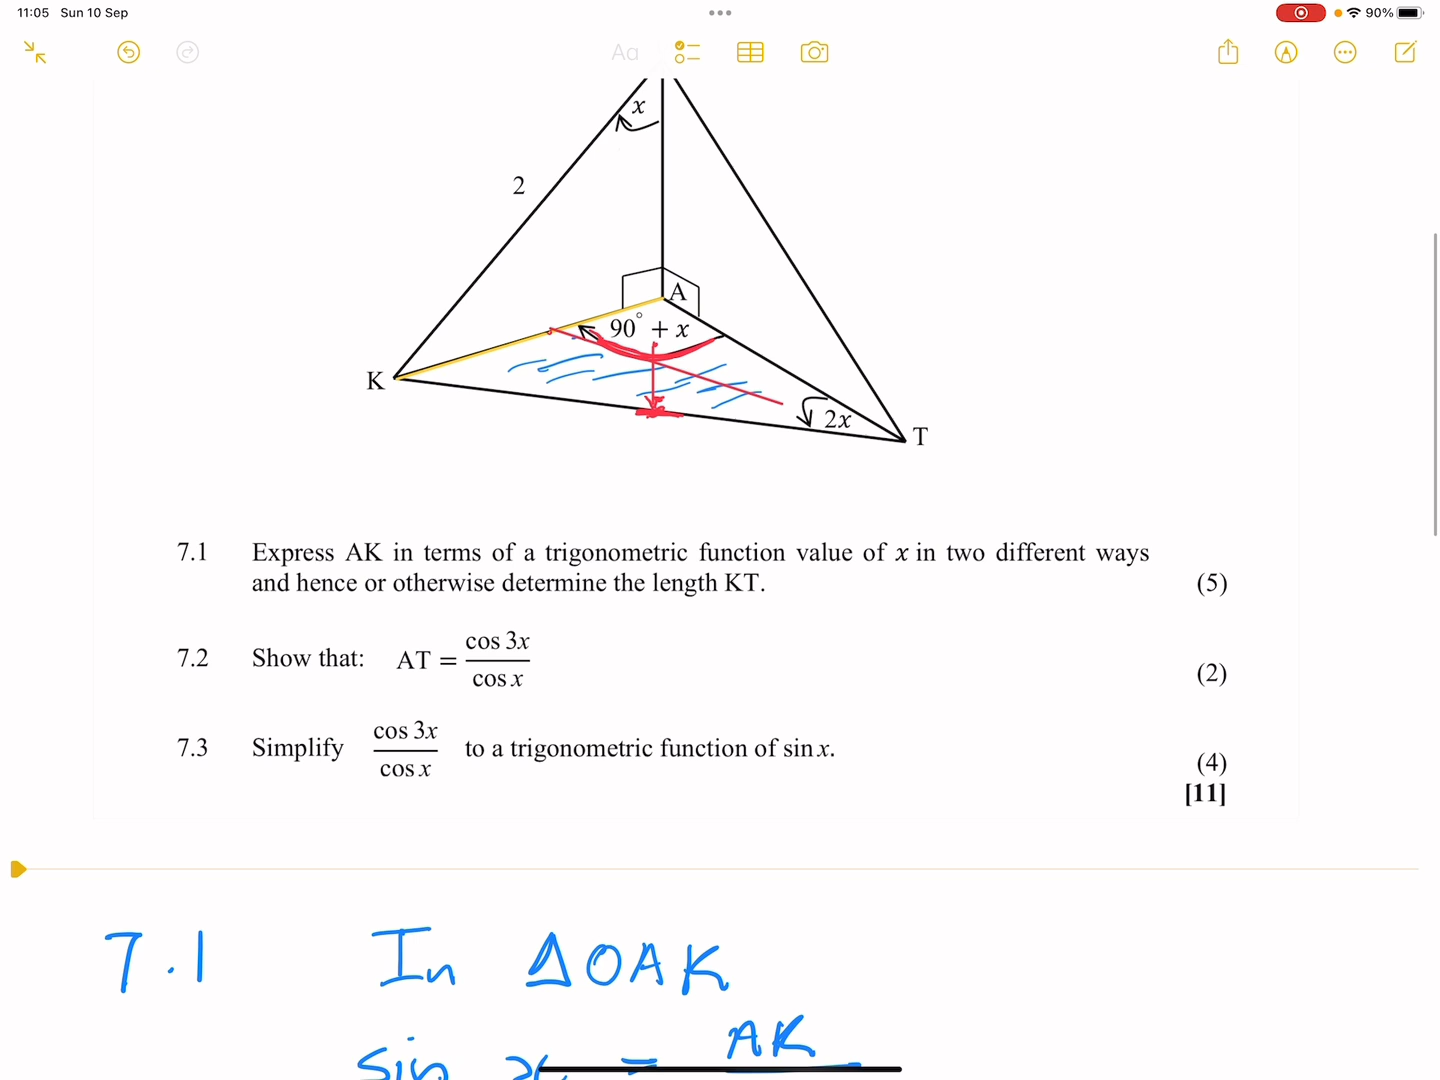 11:05 Sun 10 Sep
90%
Aa
x
2
A
90° + x
K
2x
T
7.1 Express AK in terms of a trigonometric function value of x in two different ways
and hence or otherwise determine the length KT. (5)
7.2 Show that: AT = cos 3x / cos x (2)
7.3 Simplify cos 3x / cos x to a trigonometric function of sin x. (4)
[11]
7.1 In ΔOAK
sin x = AK